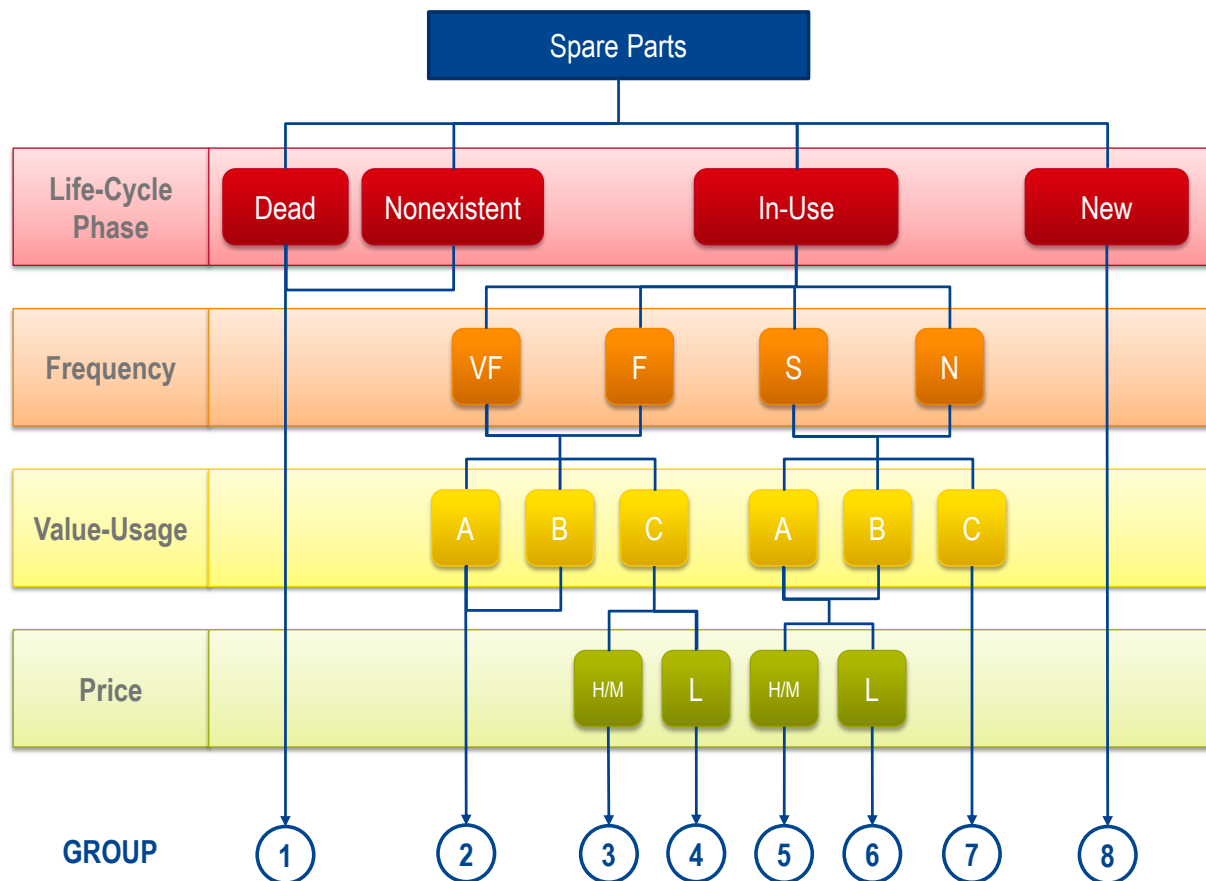 Spare Parts
Life-Cycle
Phase
Dead
Nonexistent
In-Use
New
Frequency
VF
F
S
N
Value-Usage
A
B
C
A
B
C
Price
H/M
L
H/M
L
GROUP
1
2
3
4
5
6
7
8